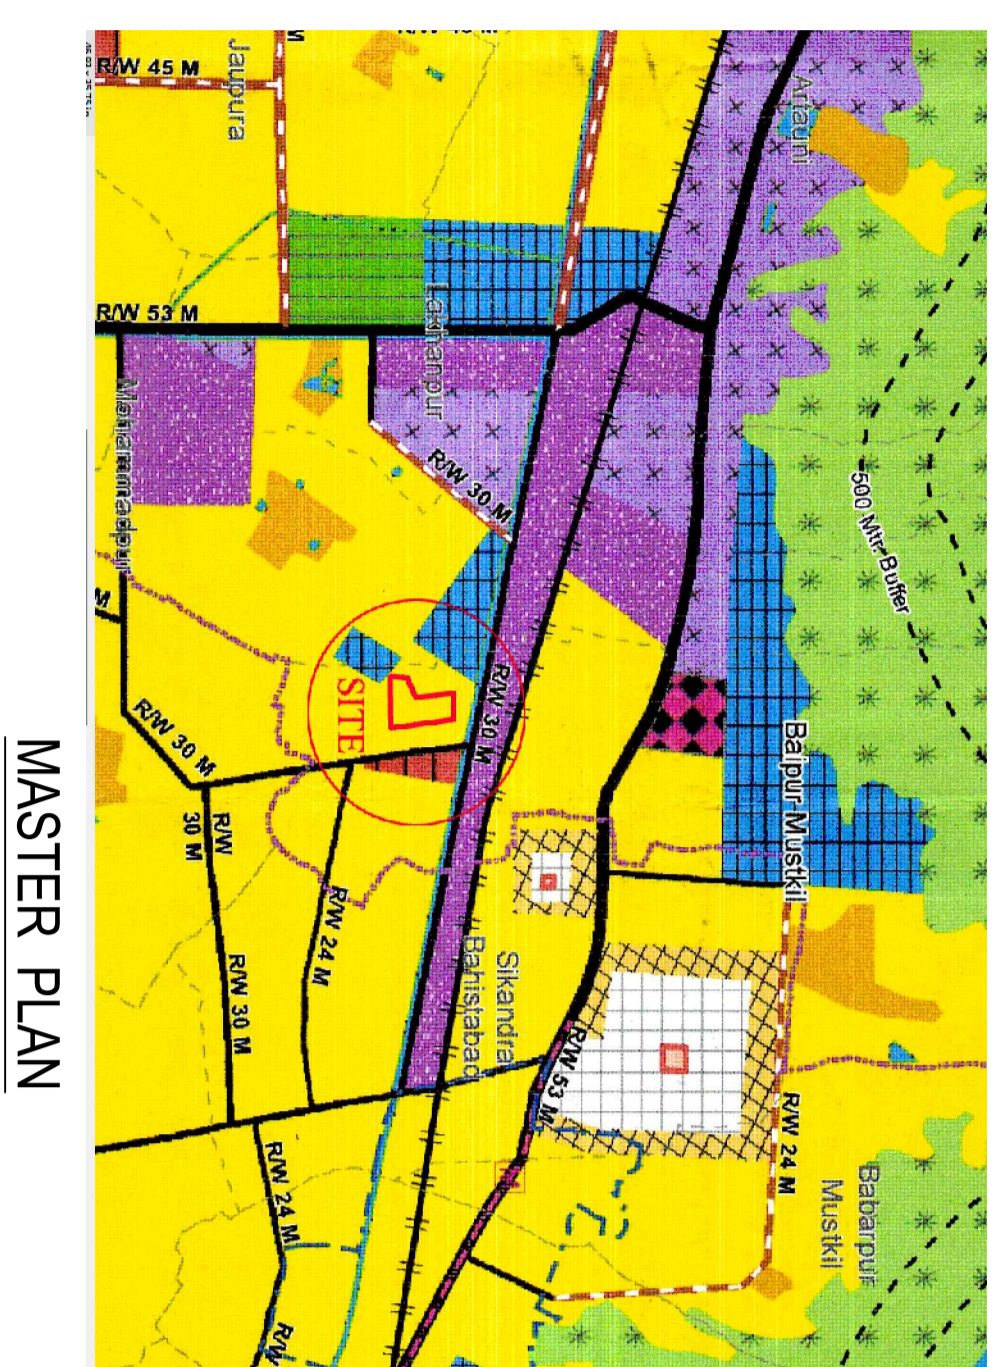 R/W 45 M
Jaupura
Artauni
R/W 53 M
Lakhanpur
Mohammadpur
R/W 30 M
500 Mtr. Buffer
M
SITE
R/W 30 M
R/W 30 M
Baipur Mustkil
R/W
30 M
R/W 24 M
R/W 30 M
Sikandra
Bahistabad
R/W 53 M
R/W 24 M
R/W 24 M
Babarpur
Mustkil
R/W
MASTER PLAN